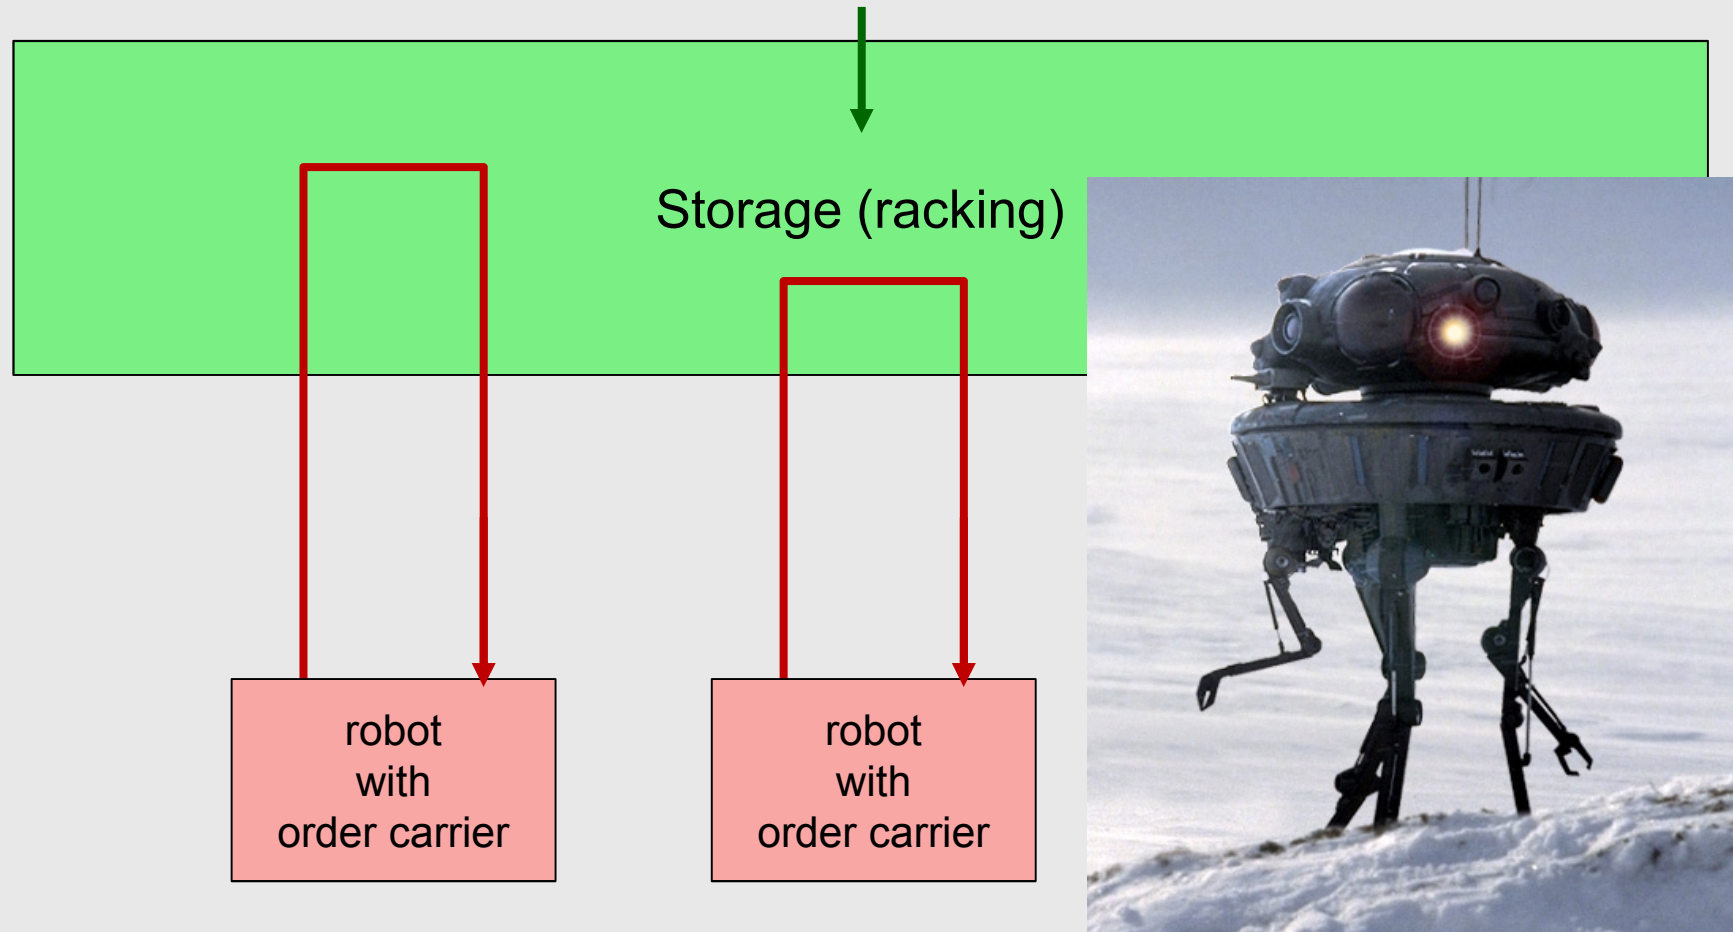 Storage (racking)
robot
with
order carrier
robot
with
order carrier